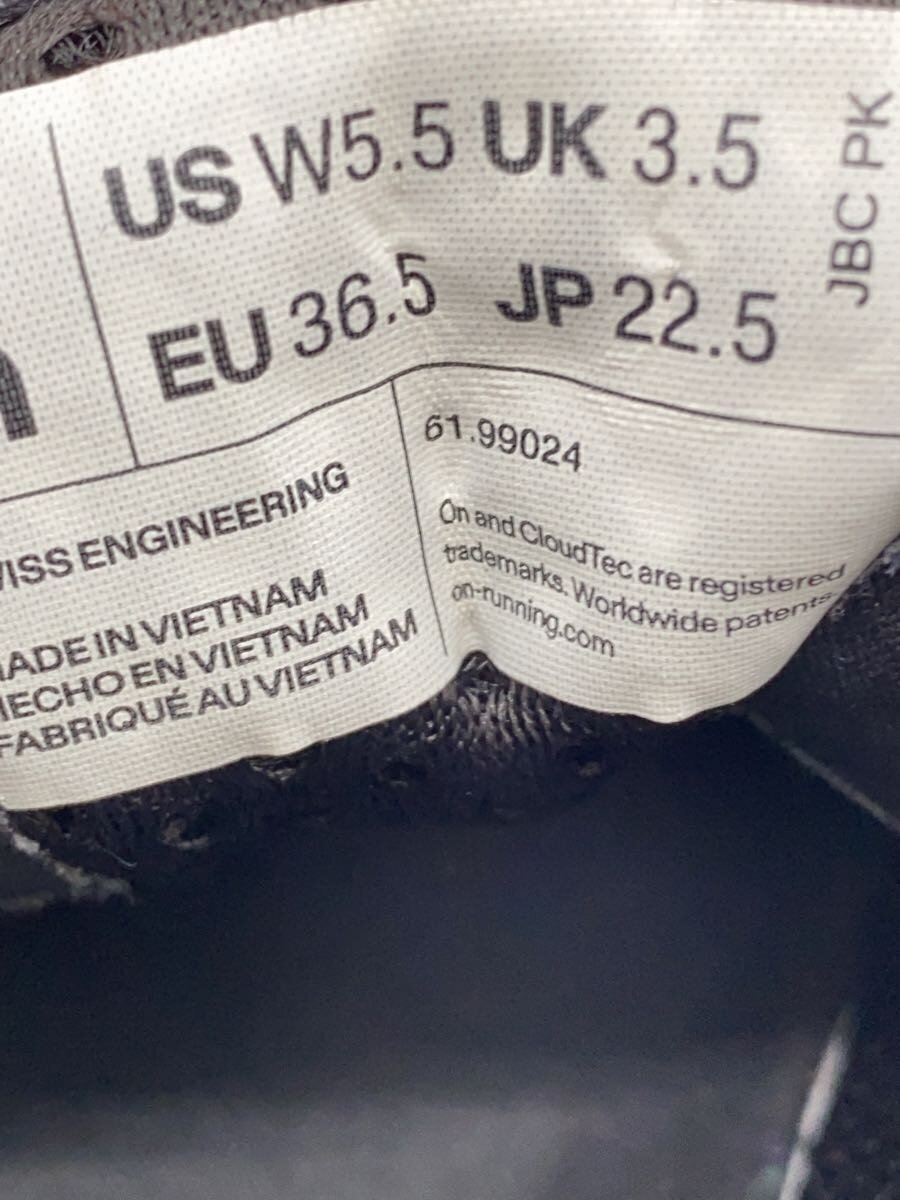 US W5.5 UK 3.5
EU 36.5 JP 22.5
JBC PK
ISS ENGINEERING
ADE IN VIETNAM
HECHO EN VIETNAM
FABRIQUÉ AU VIETNAM
61.99024
On and CloudTec are registered
trademarks. Worldwide patents.
on-running.com